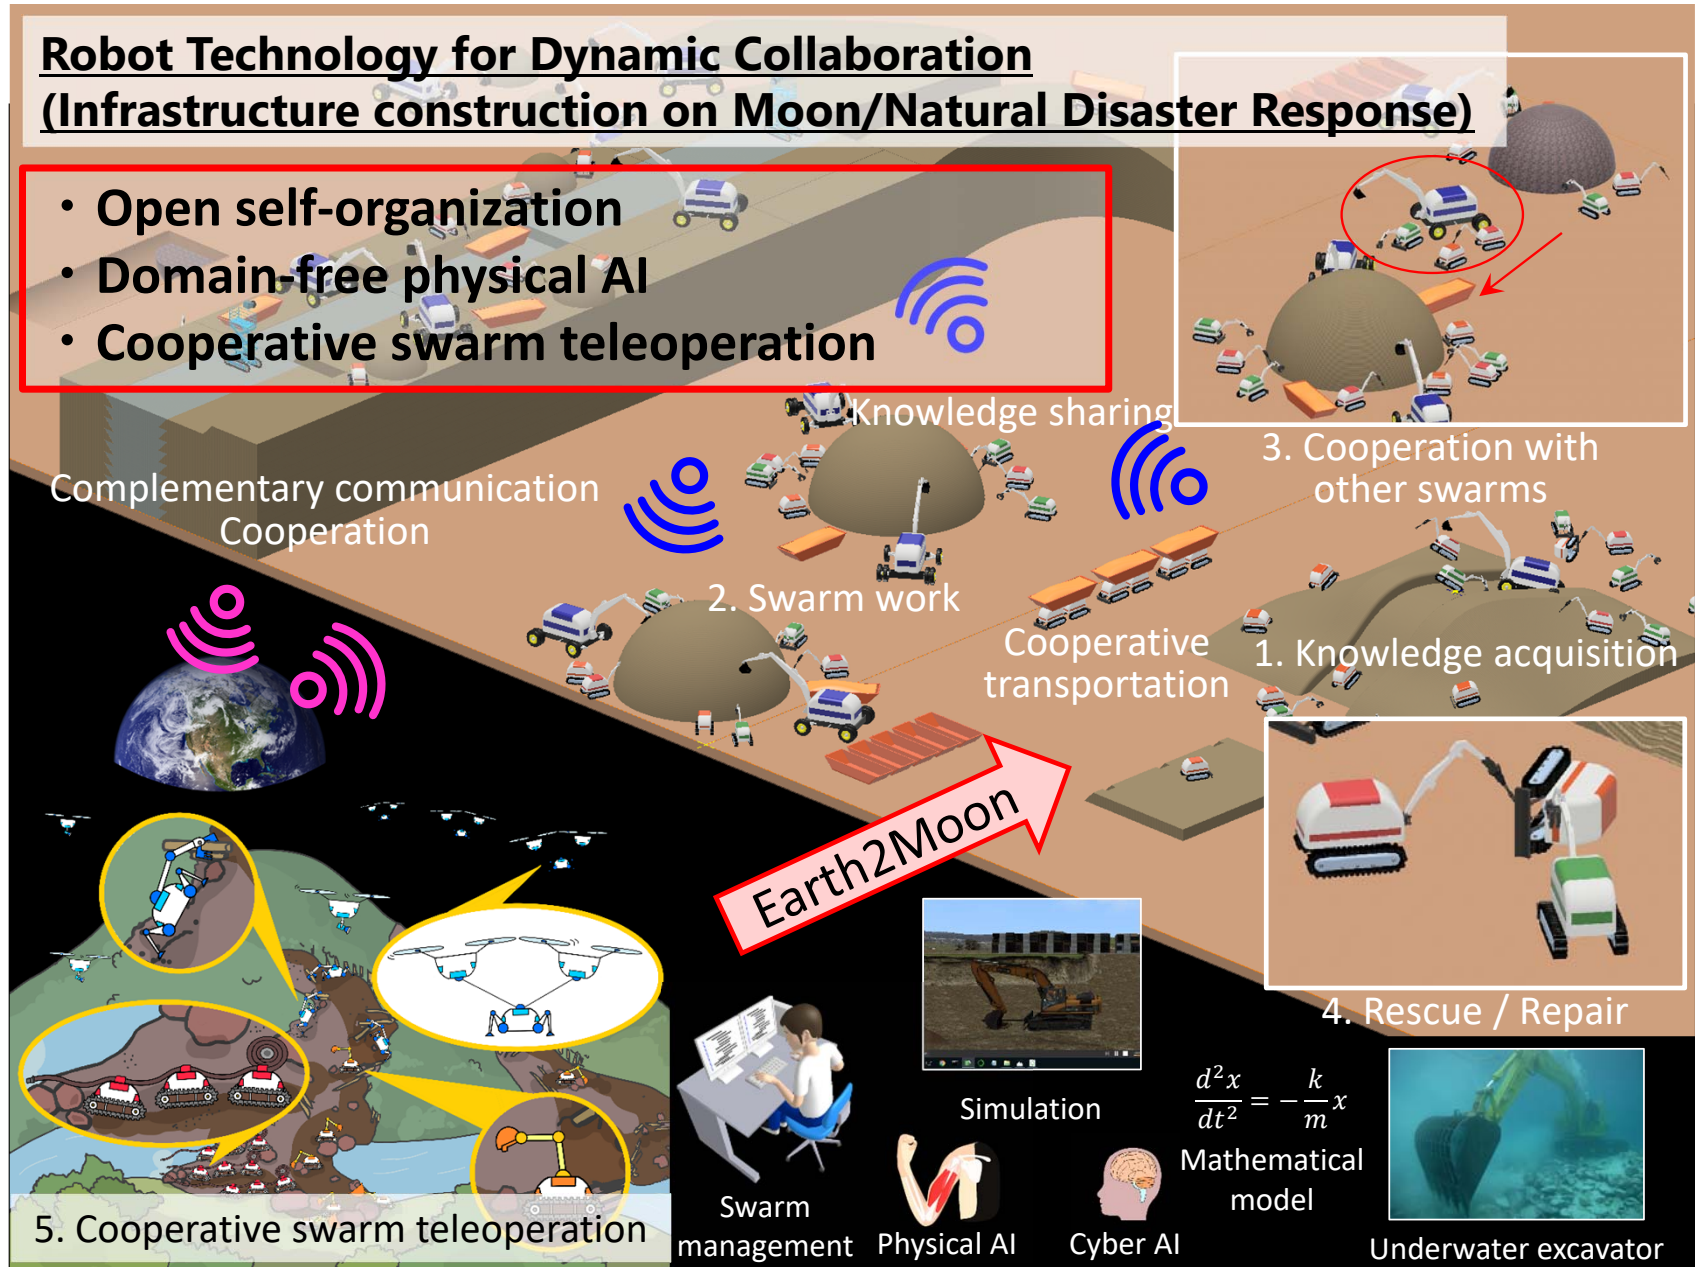 Robot Technology for Dynamic Collaboration
(Infrastructure construction on Moon/Natural Disaster Response)
・Open self-organization
・Domain-free physical AI
・Cooperative swarm teleoperation
Knowledge sharing
3. Cooperation with
other swarms
Complementary communication
Cooperation
2. Swarm work
Cooperative
transportation
1. Knowledge acquisition
Earth2Moon
4. Rescue / Repair
Simulation
d²x/dt² = −(k/m)x
Mathematical
model
5. Cooperative swarm teleoperation
Swarm
management
Physical AI
Cyber AI
Underwater excavator